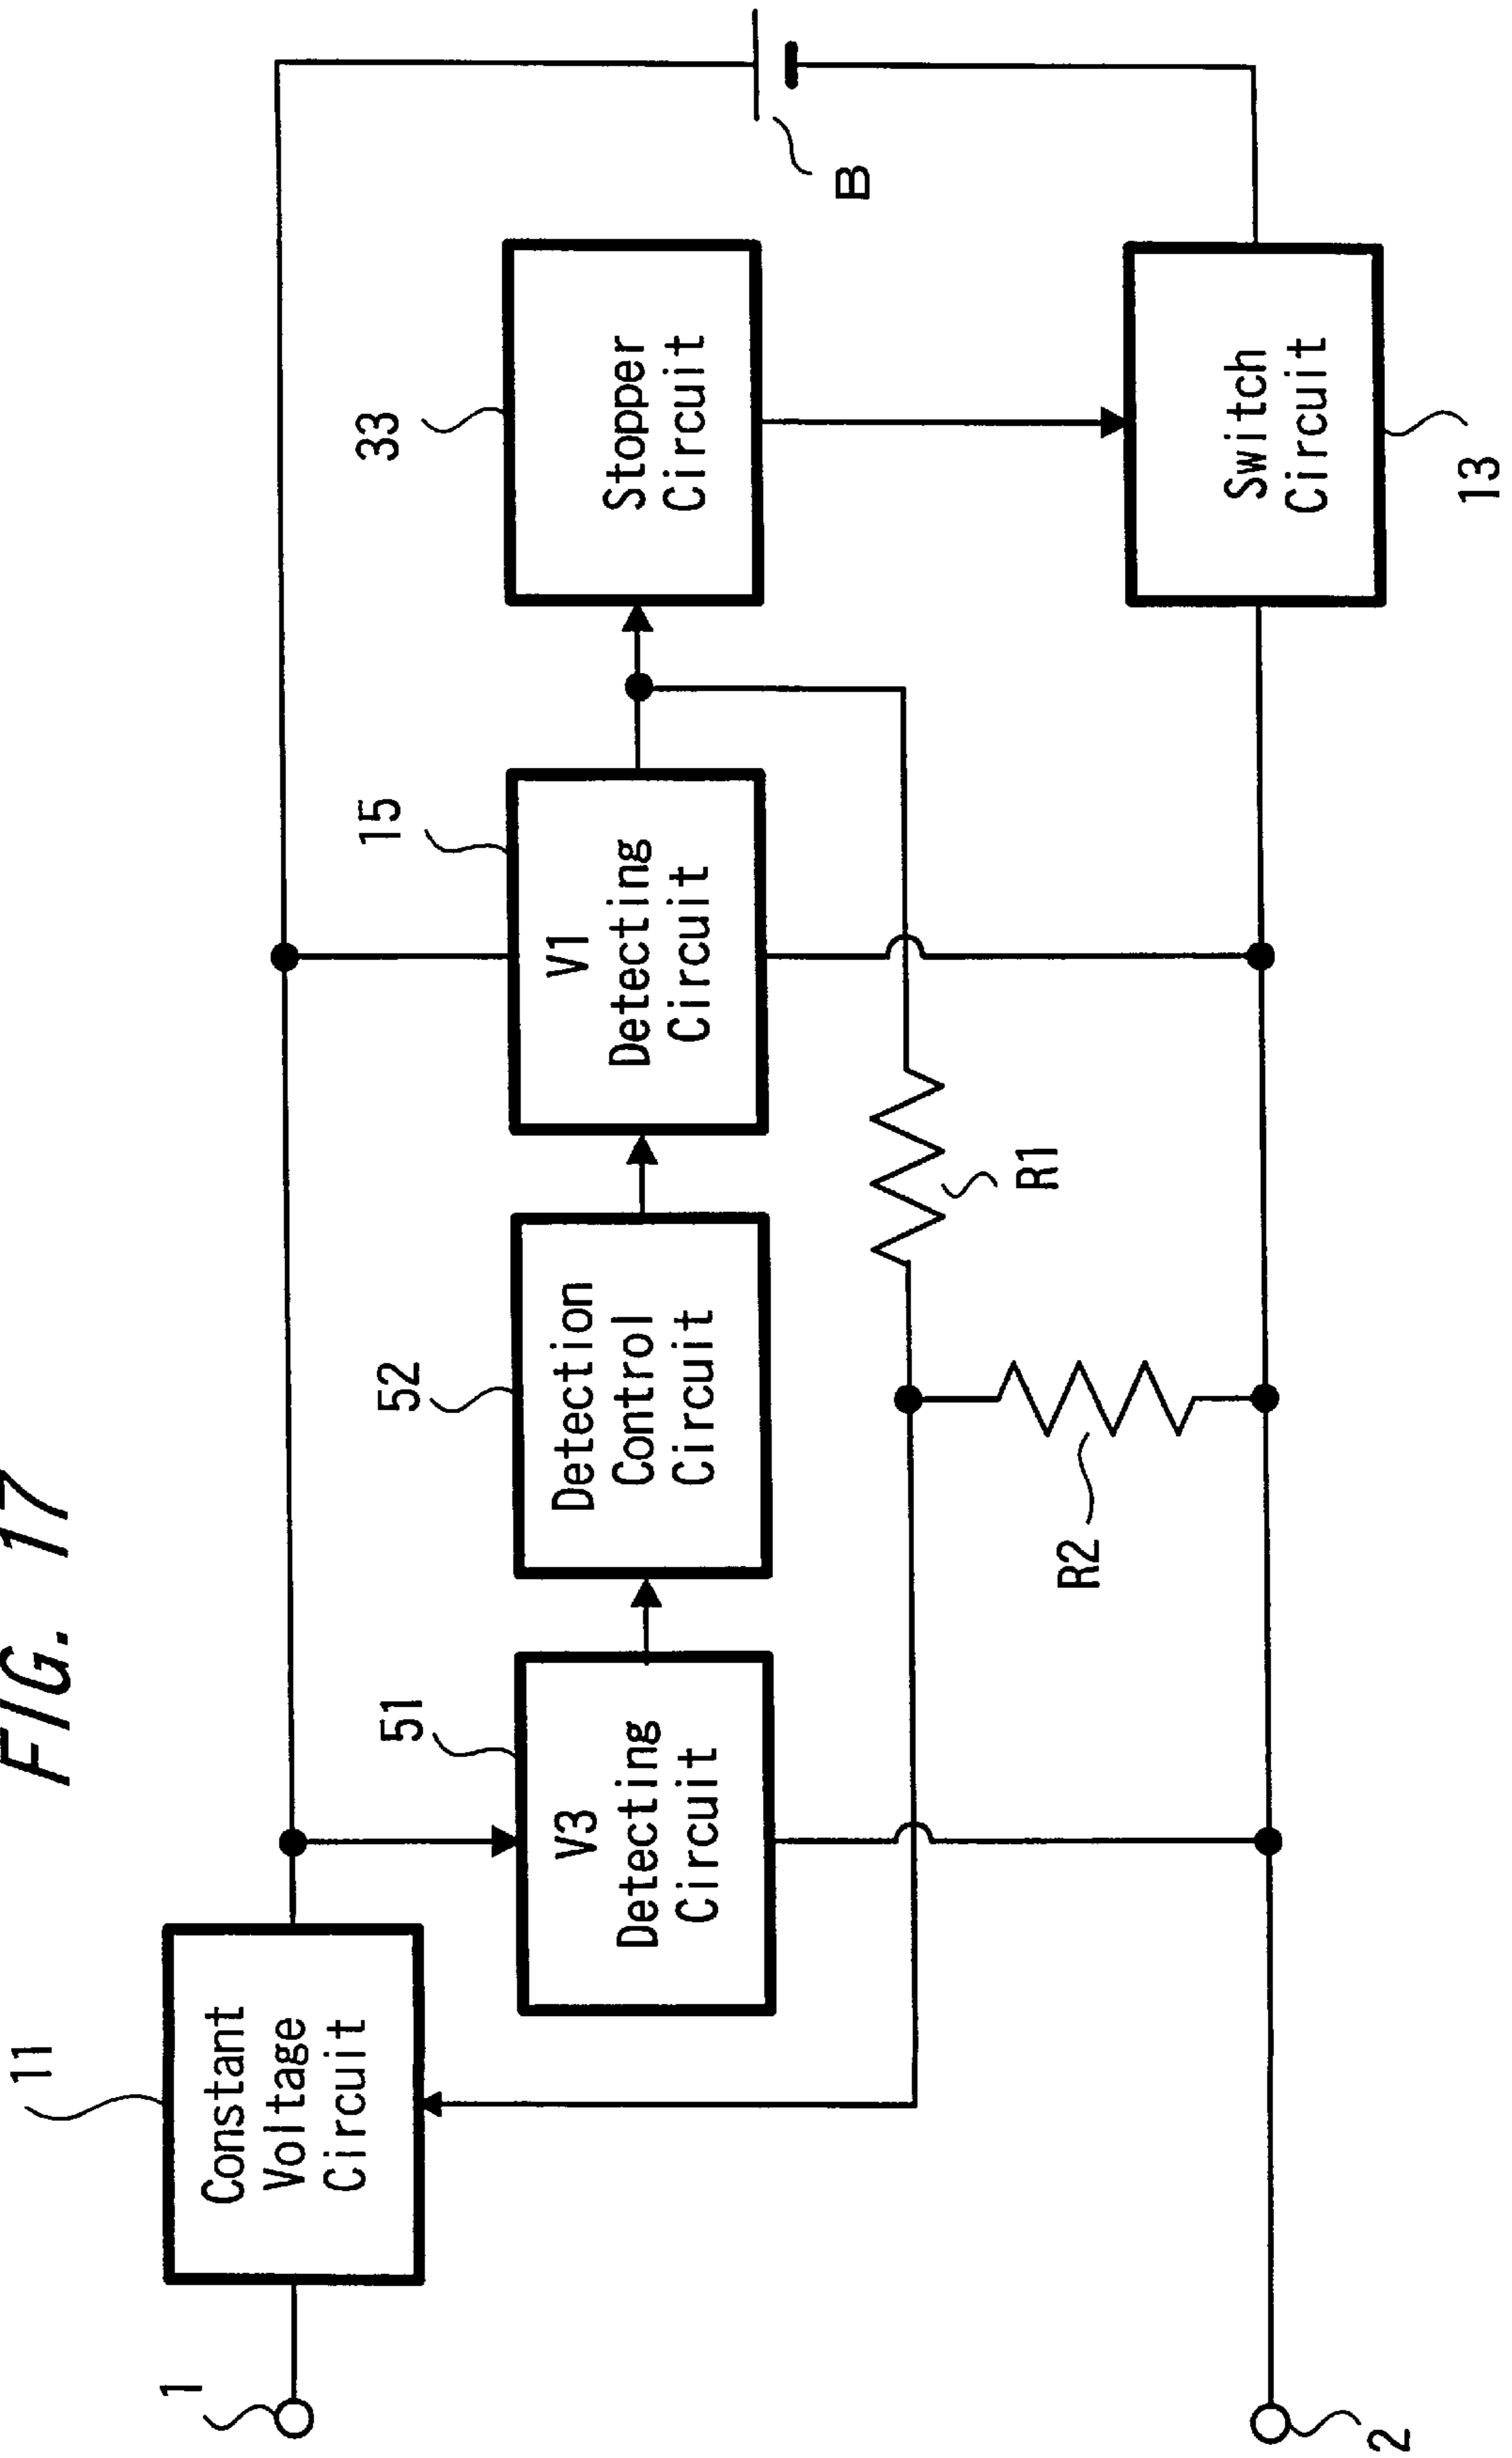 FIG. 17
11
Constant
Voltage
Circuit
1
51
V3
Detecting
Circuit
52
Detection
Control
Circuit
15
V1
Detecting
Circuit
33
Stopper
Circuit
B
R1
R2
Switch
Circuit
13
2